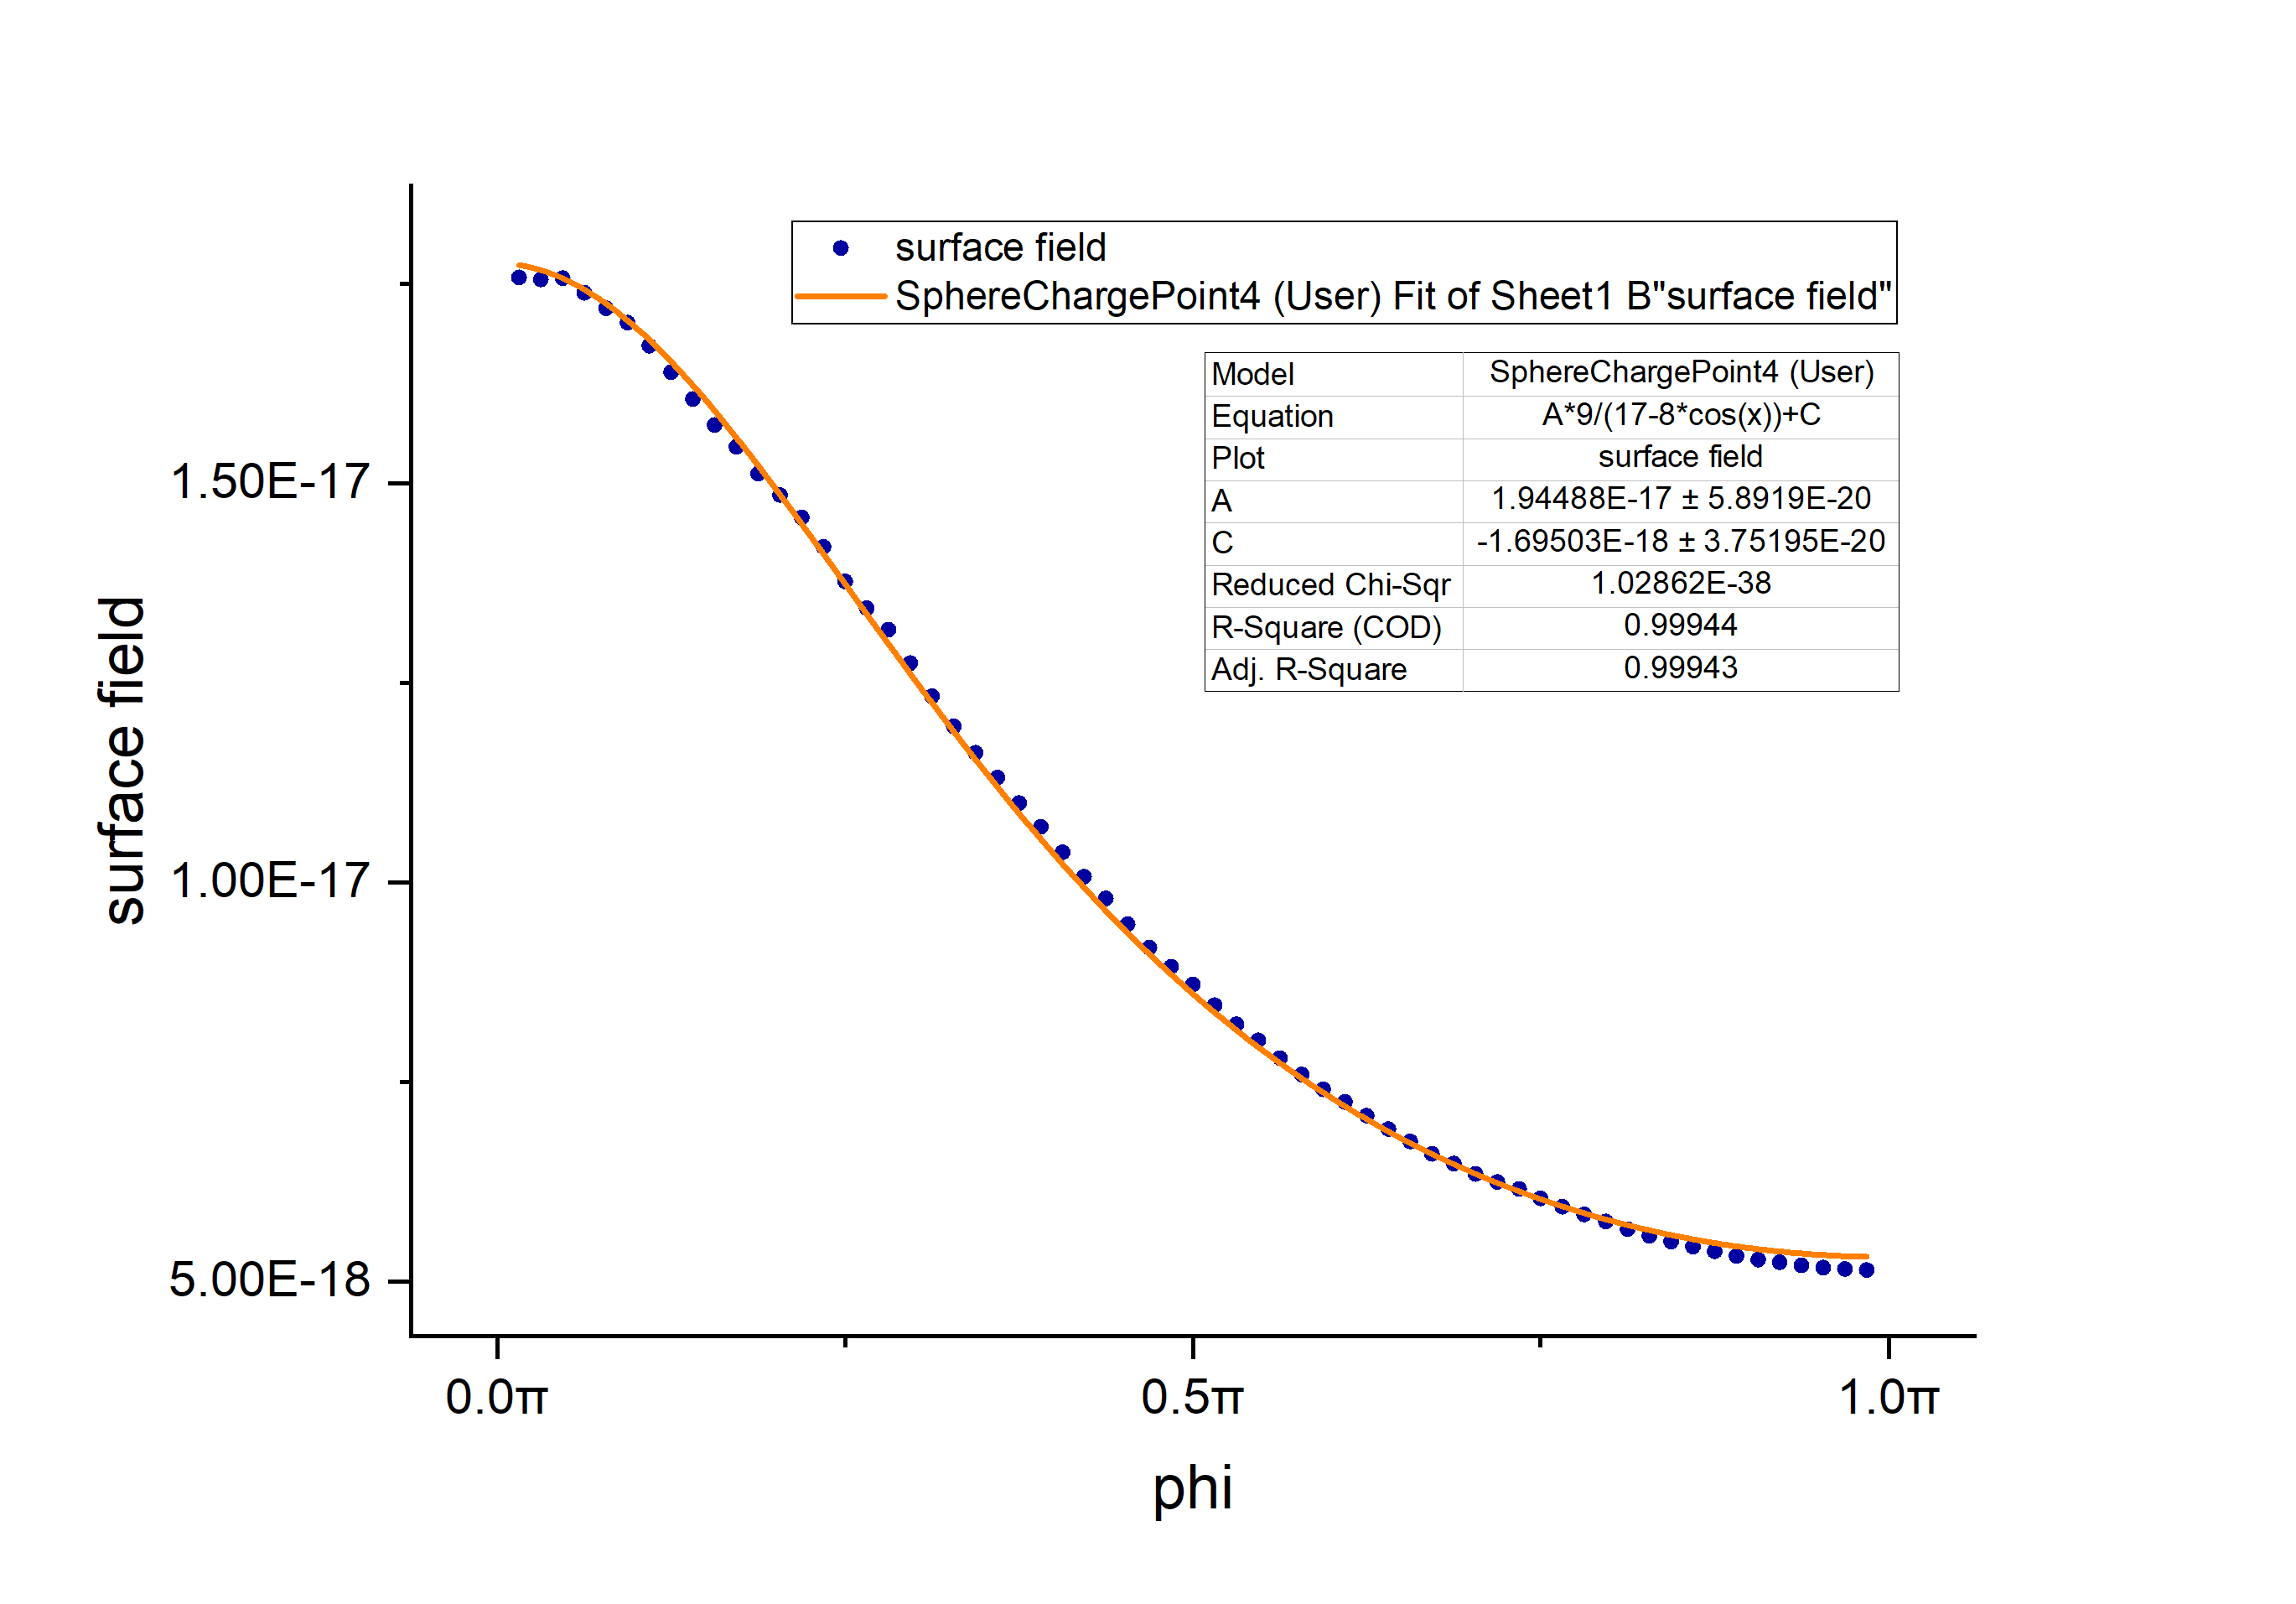 surface field
SphereChargePoint4 (User) Fit of Sheet1 B"surface field"
Model SphereChargePoint4 (User)
Equation A*9/(17-8*cos(x))+C
Plot surface field
A 1.94488E-17 ± 5.8919E-20
C -1.69503E-18 ± 3.75195E-20
Reduced Chi-Sqr 1.02862E-38
R-Square (COD) 0.99944
Adj. R-Square 0.99943
1.50E-17
1.00E-17
5.00E-18
surface field
0.0π 0.5π 1.0π
phi